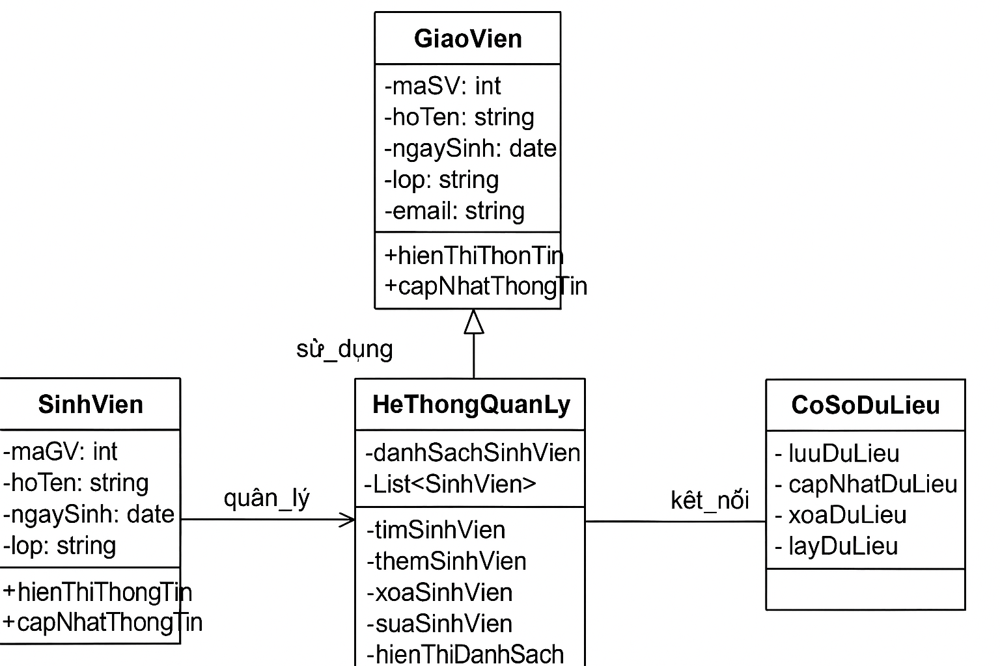 GiaoVien
-maSV: int
-hoTen: string
-ngaySinh: date
-lop: string
-email: string
+hienThiThonTin
+capNhatThongTin
sử_dụng
SinhVien
-maGV: int
-hoTen: string
-ngaySinh: date
-lop: string
+hienThiThongTin
+capNhatThongTin
quân_lý
HeThongQuanLy
-danhSachSinhVien
-List<SinhVien>
-timSinhVien
-themSinhVien
-xoaSinhVien
-suaSinhVien
-hienThiDanhSach
kêt_nối
CoSoDuLieu
- luuDuLieu
- capNhatDuLieu
- xoaDuLieu
- layDuLieu